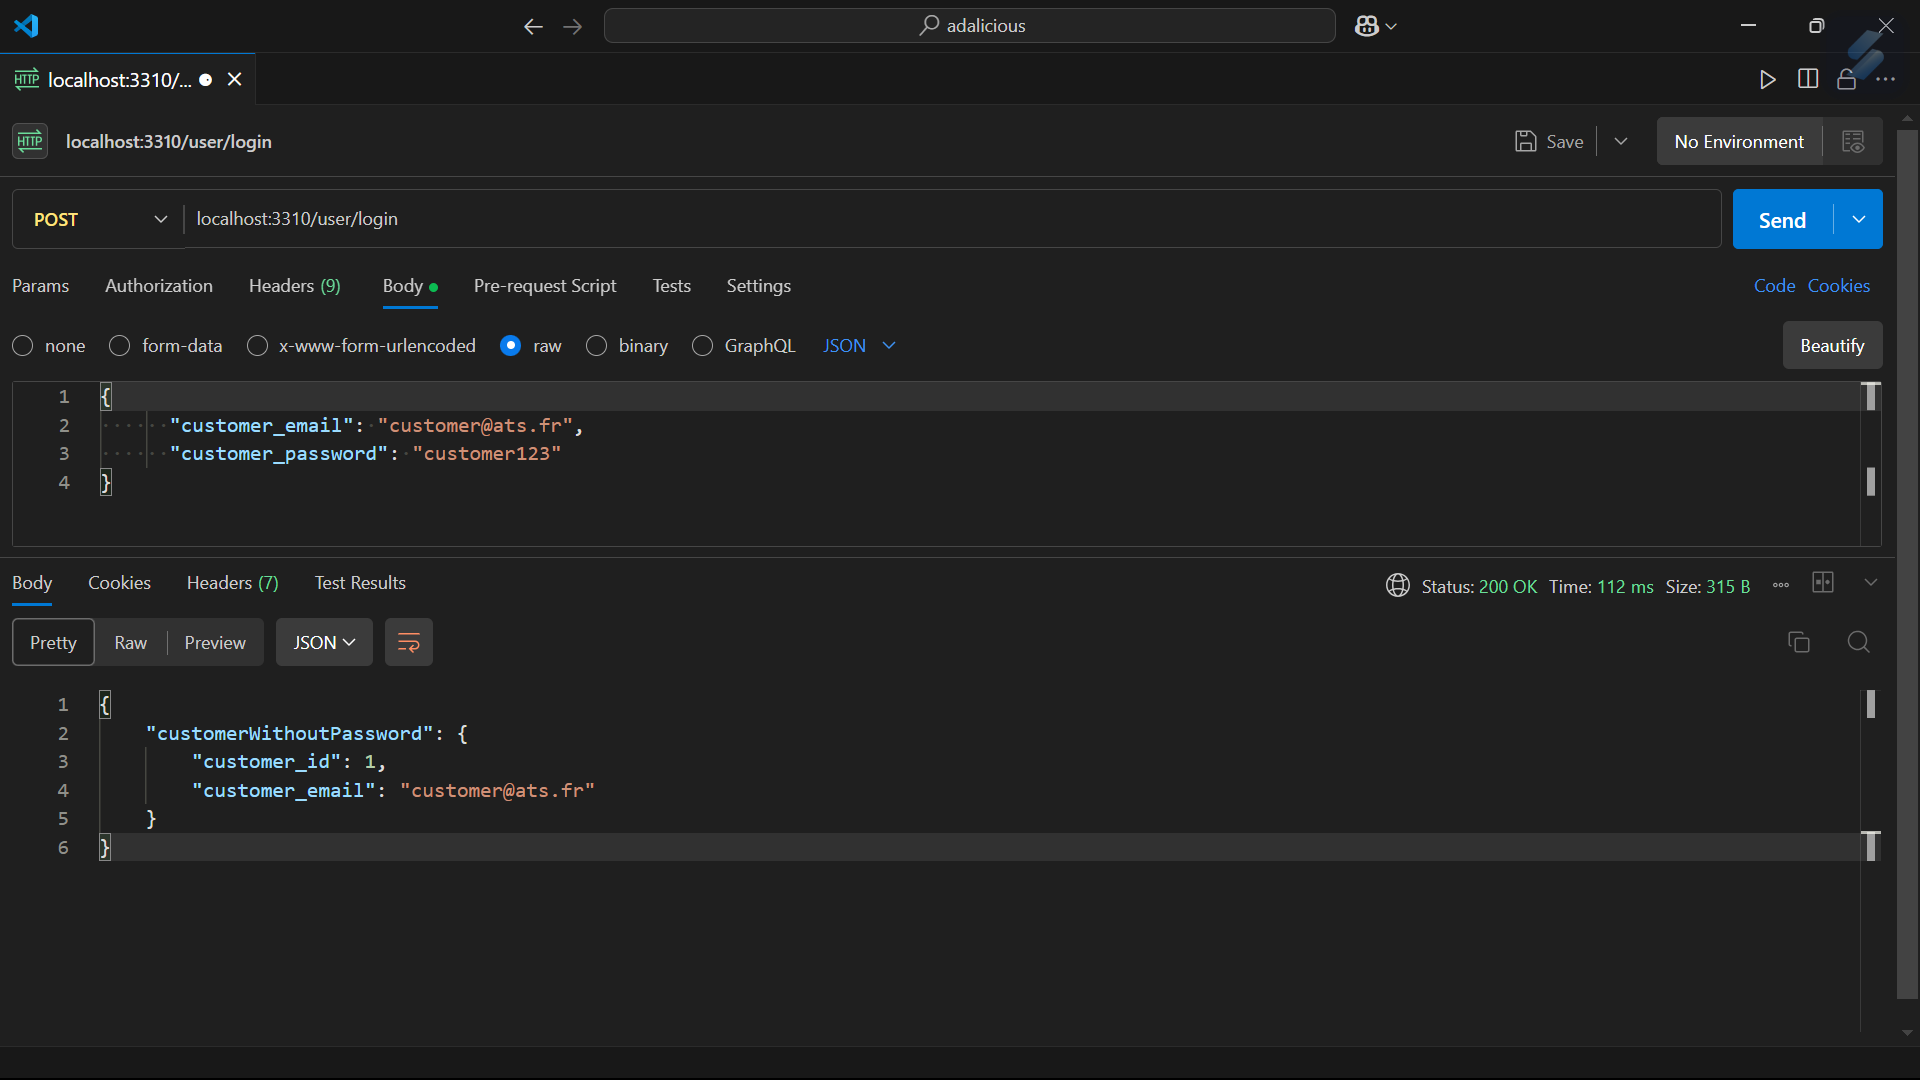 adalicious
HTTP localhost:3310/...
HTTP localhost:3310/user/login
Save
No Environment
POST localhost:3310/user/login
Send
Params Authorization Headers (9) Body Pre-request Script Tests Settings
Code Cookies
none form-data x-www-form-urlencoded raw binary GraphQL JSON
Beautify
1 {
2 "customer_email": "customer@ats.fr",
3 "customer_password": "customer123"
4 }
Body Cookies Headers (7) Test Results
Status: 200 OK Time: 112 ms Size: 315 B
Pretty Raw Preview JSON
1 {
2 "customerWithoutPassword": {
3 "customer_id": 1,
4 "customer_email": "customer@ats.fr"
5 }
6 }